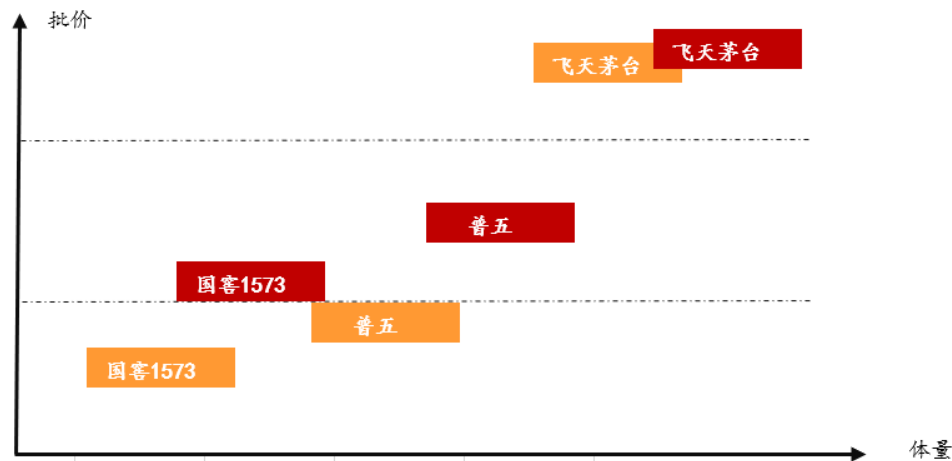 批价
飞天茅台
飞天茅台
普五
国窖1573
普五
国窖1573
体量